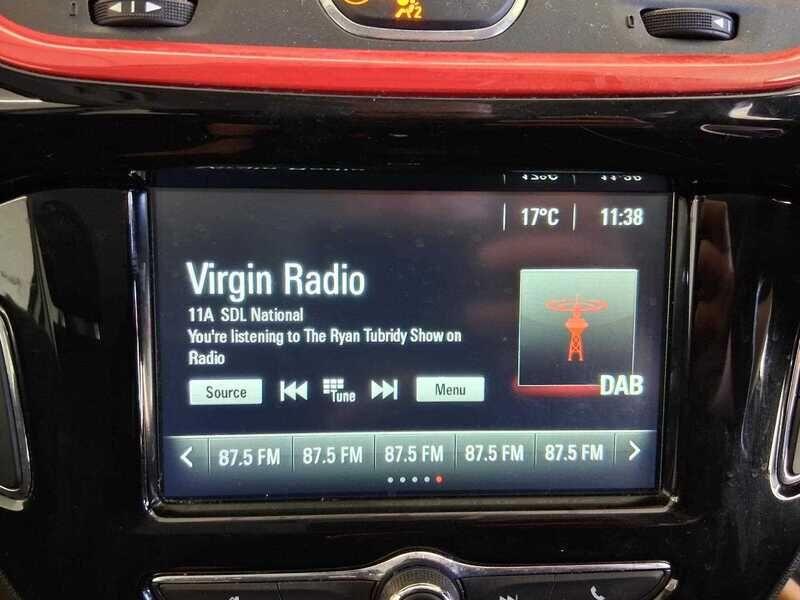 17°C 11:38
Virgin Radio
11A SDL National
You're listening to The Ryan Tubridy Show on
Radio
DAB
Source Tune Menu
87.5 FM 87.5 FM 87.5 FM 87.5 FM 87.5 FM